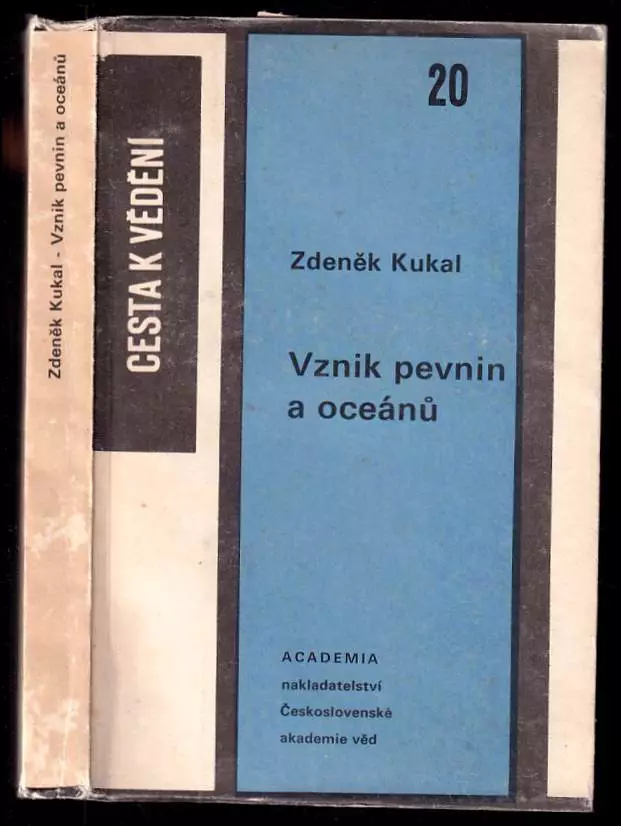 Zdeněk Kukal - Vznik pevnin a oceánů
CESTA K VĚDĚNÍ
20
Zdeněk Kukal
Vznik pevnin
a oceánů
ACADEMIA
nakladatelství
Československé
akademie věd